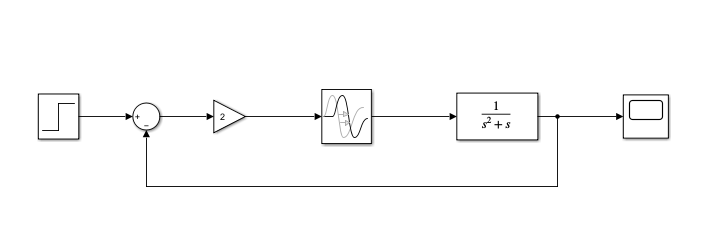 +
−
2
1
s² + s